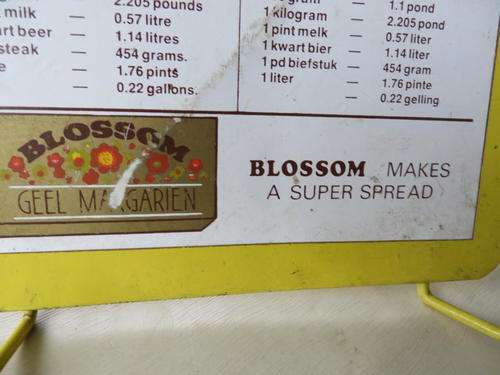 2.205 pounds
milk — 0.57 litre
art beer — 1.14 litres
steak — 454 grams.
e — 1.76 pints
— 0.22 gallons.
1.1 pond
1 kilogram — 2.205 pond
1 pint melk — 0.57 liter
1 kwart bier — 1.14 liter
1 pd biefstuk — 454 gram
1 liter — 1.76 pinte
— 0.22 gelling
BLOSSOM
GEEL MARGARIEN
BLOSSOM MAKES
A SUPER SPREAD